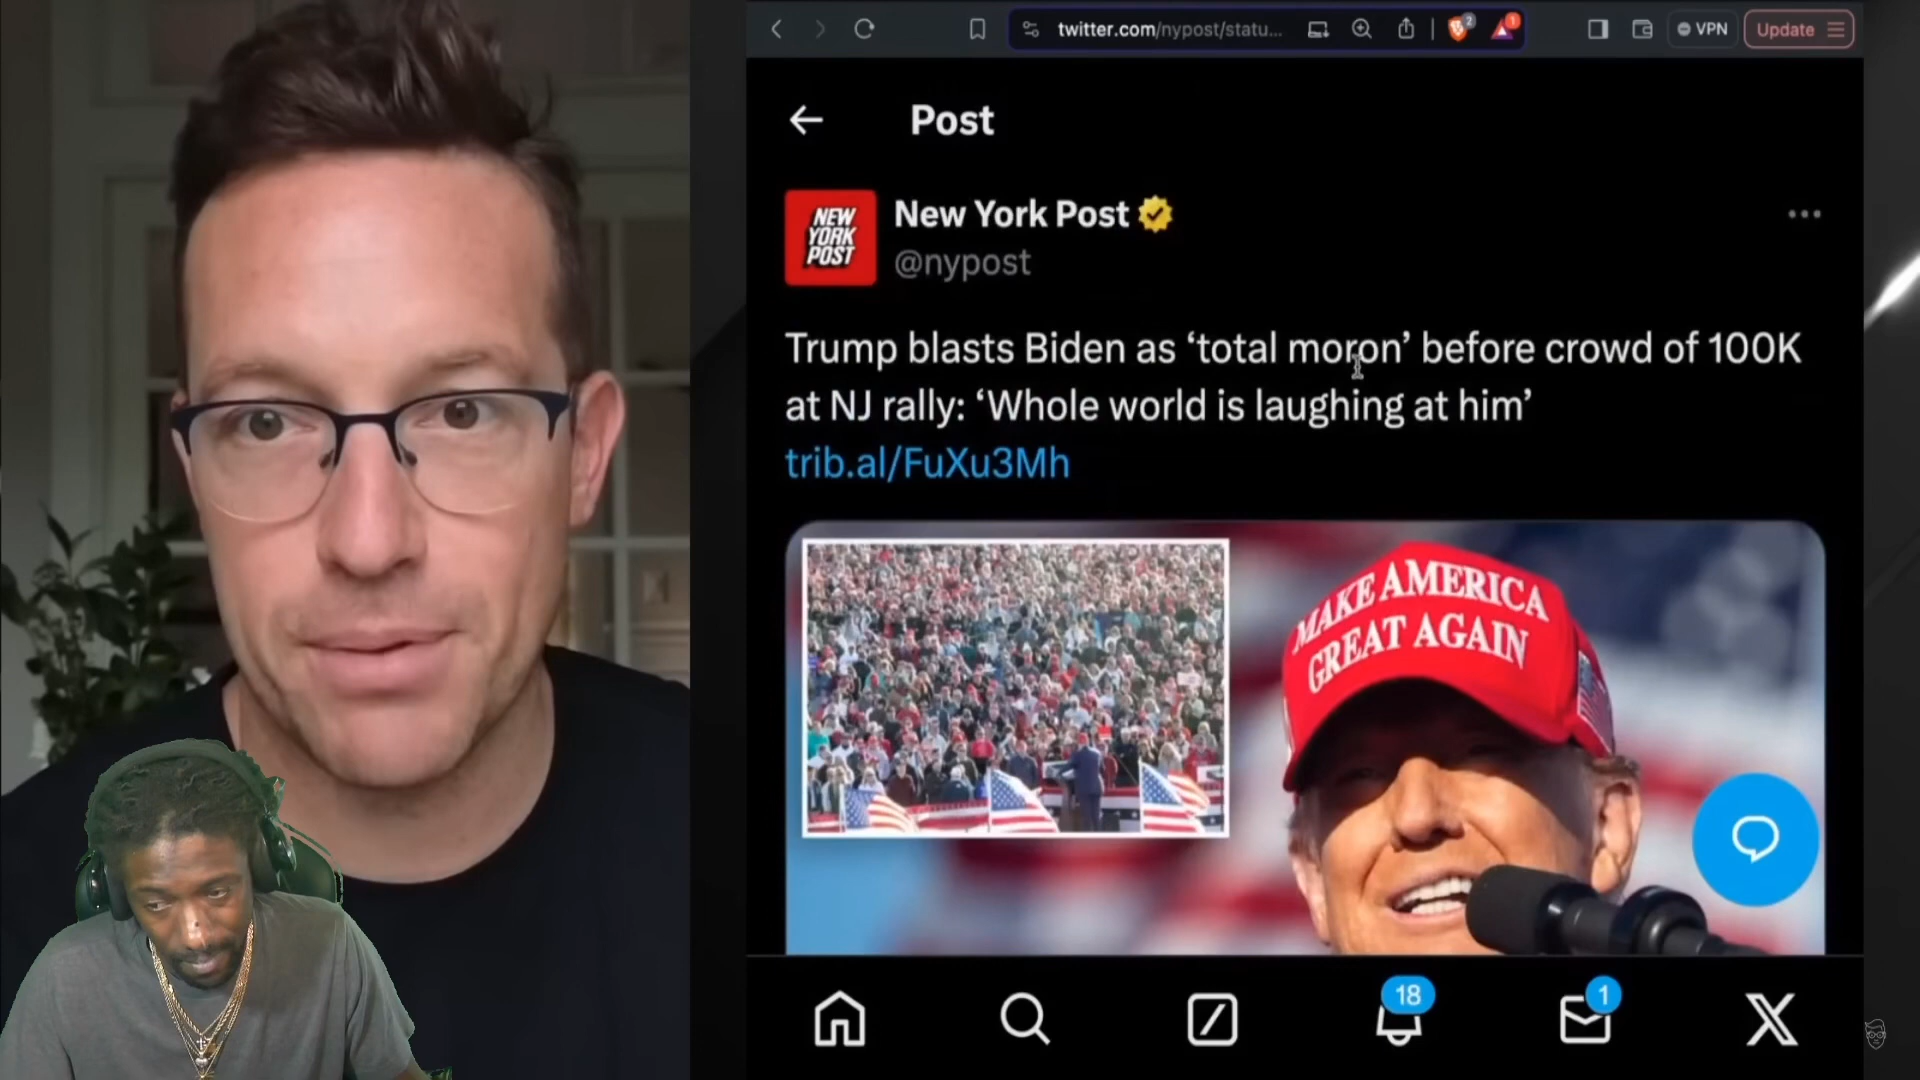 twitter.com/nypost/statu...
2
1
VPN
Update
Post
NEW
YORK
POST
New York Post
@nypost
Trump blasts Biden as ‘total moron’ before crowd of 100K
at NJ rally: ‘Whole world is laughing at him’
trib.al/FuXu3Mh
MAKE AMERICA
GREAT AGAIN
18
1